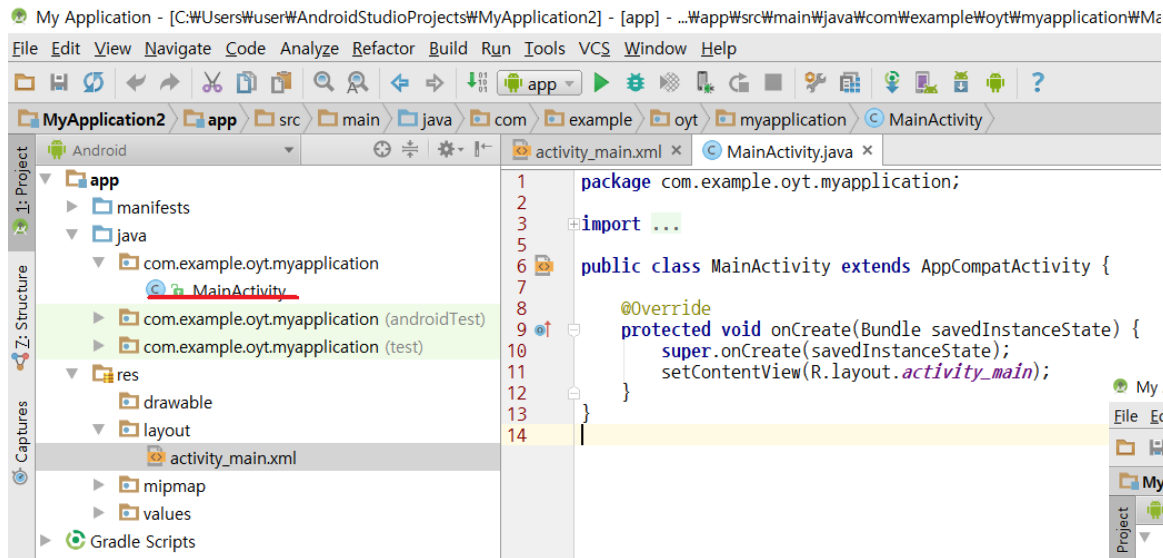 My Application - [C:₩Users₩user₩AndroidStudioProjects₩MyApplication2] - [app] - ...₩app₩src₩main₩java₩com₩example₩oyt₩myapplication₩Ma
File Edit View Navigate Code Analyze Refactor Build Run Tools VCS Window Help
app
MyApplication2 app src main java com example oyt myapplication MainActivity
1: Project
Z: Structure
Captures
Android
app
manifests
java
com.example.oyt.myapplication
MainActivity
com.example.oyt.myapplication (androidTest)
com.example.oyt.myapplication (test)
res
drawable
layout
activity_main.xml
mipmap
values
Gradle Scripts
activity_main.xml MainActivity.java
1 package com.example.oyt.myapplication;
2
3 import ...
5
6 public class MainActivity extends AppCompatActivity {
7
8 @Override
9 protected void onCreate(Bundle savedInstanceState) {
10 super.onCreate(savedInstanceState);
11 setContentView(R.layout.activity_main);
12 }
13 }
14
My
File Ed
My
Project